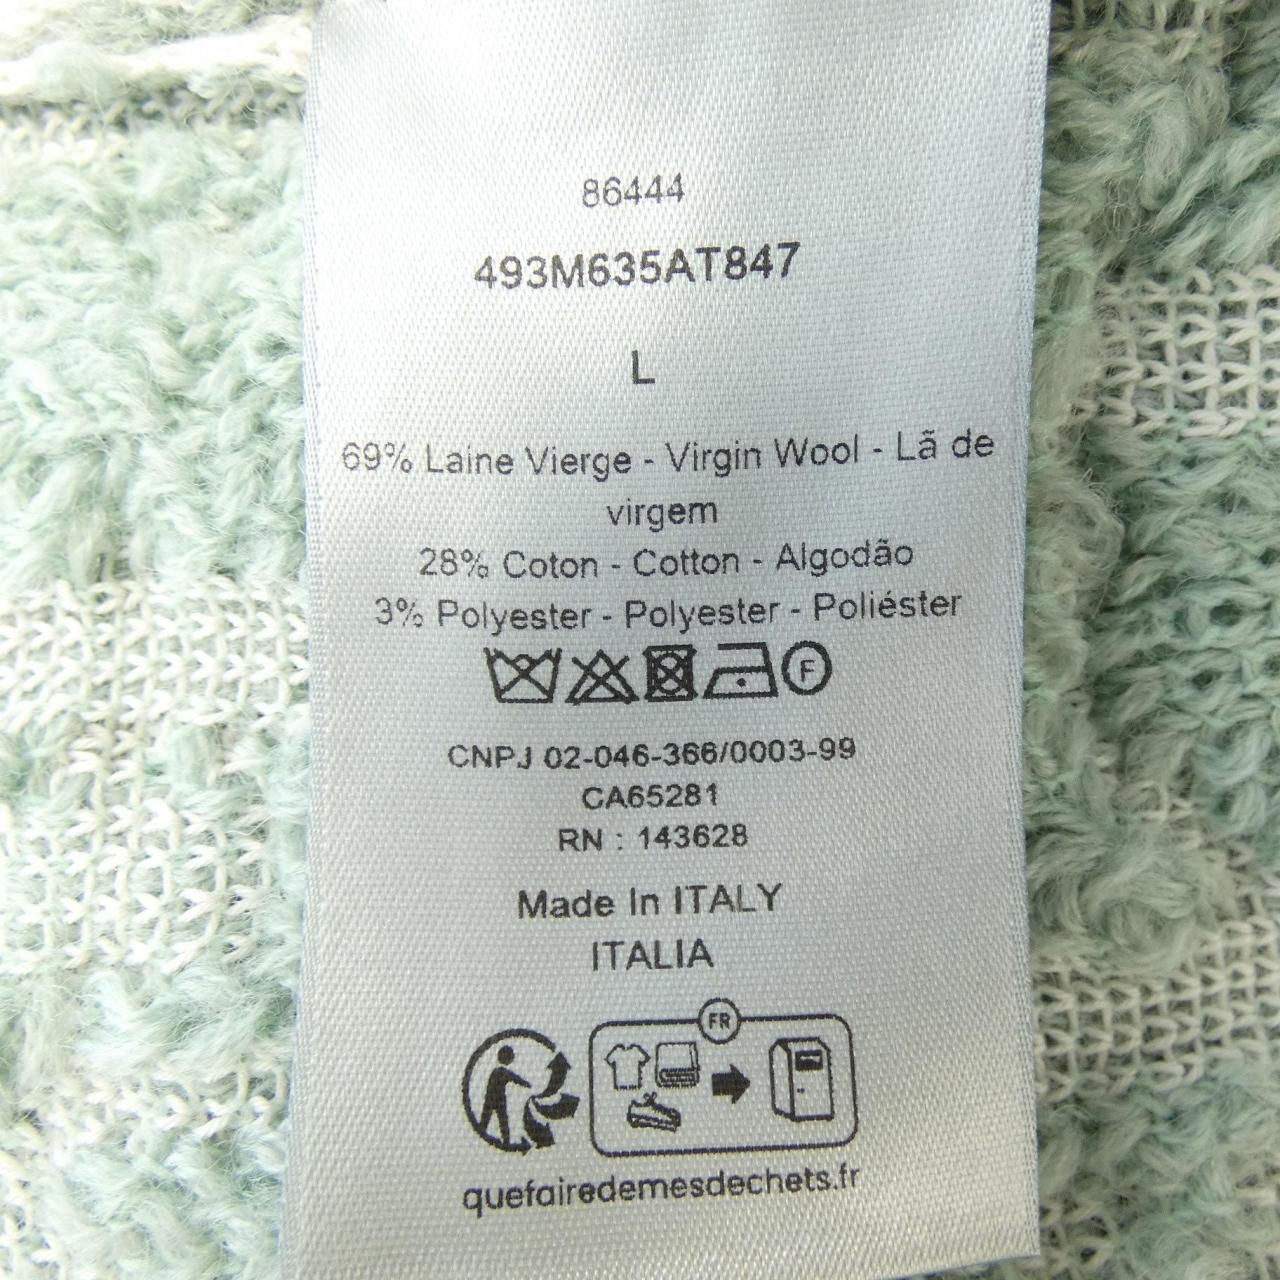 86444
493M635AT847
L
69% Laine Vierge - Virgin Wool - Lã de
virgem
28% Coton - Cotton - Algodão
3% Polyester - Polyester - Poliéster
F
CNPJ 02-046-366/0003-99
CA65281
RN : 143628
Made In ITALY
ITALIA
FR
quefairedemesdechets.fr